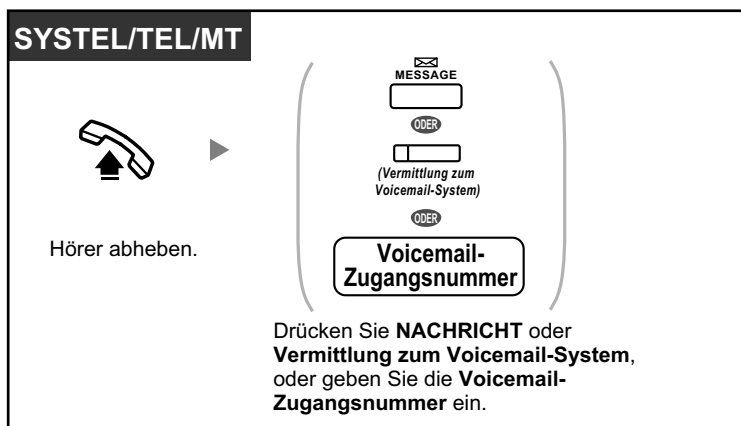 SYSTEL/TEL/MT
MESSAGE
ODER
(Vermittlung zum
Voicemail-System)
ODER
Hörer abheben.
Voicemail-
Zugangsnummer
Drücken Sie NACHRICHT oder
Vermittlung zum Voicemail-System,
oder geben Sie die Voicemail-
Zugangsnummer ein.